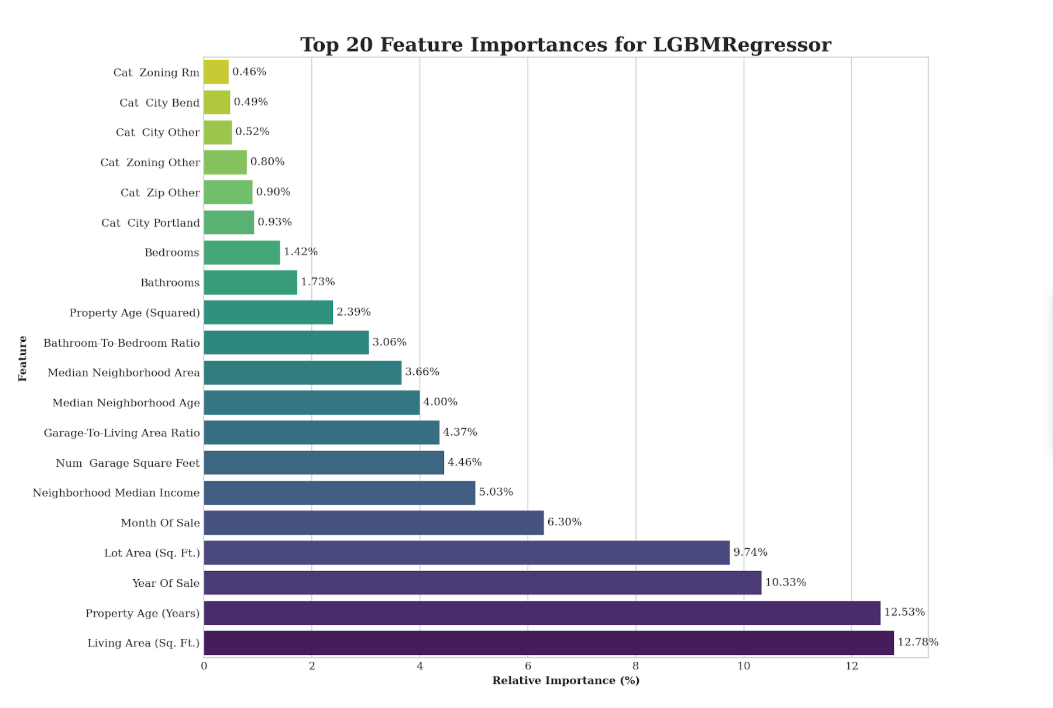 Top 20 Feature Importances for LGBMRegressor
Cat  Zoning Rm 0.46%
Cat  City Bend 0.49%
Cat  City Other 0.52%
Cat  Zoning Other 0.80%
Cat  Zip Other 0.90%
Cat  City Portland 0.93%
Bedrooms 1.42%
Bathrooms 1.73%
Property Age (Squared) 2.39%
Bathroom-To-Bedroom Ratio 3.06%
Median Neighborhood Area 3.66%
Median Neighborhood Age 4.00%
Garage-To-Living Area Ratio 4.37%
Num  Garage Square Feet 4.46%
Neighborhood Median Income 5.03%
Month Of Sale 6.30%
Lot Area (Sq. Ft.) 9.74%
Year Of Sale 10.33%
Property Age (Years) 12.53%
Living Area (Sq. Ft.) 12.78%
Feature
0 2 4 6 8 10 12
Relative Importance (%)